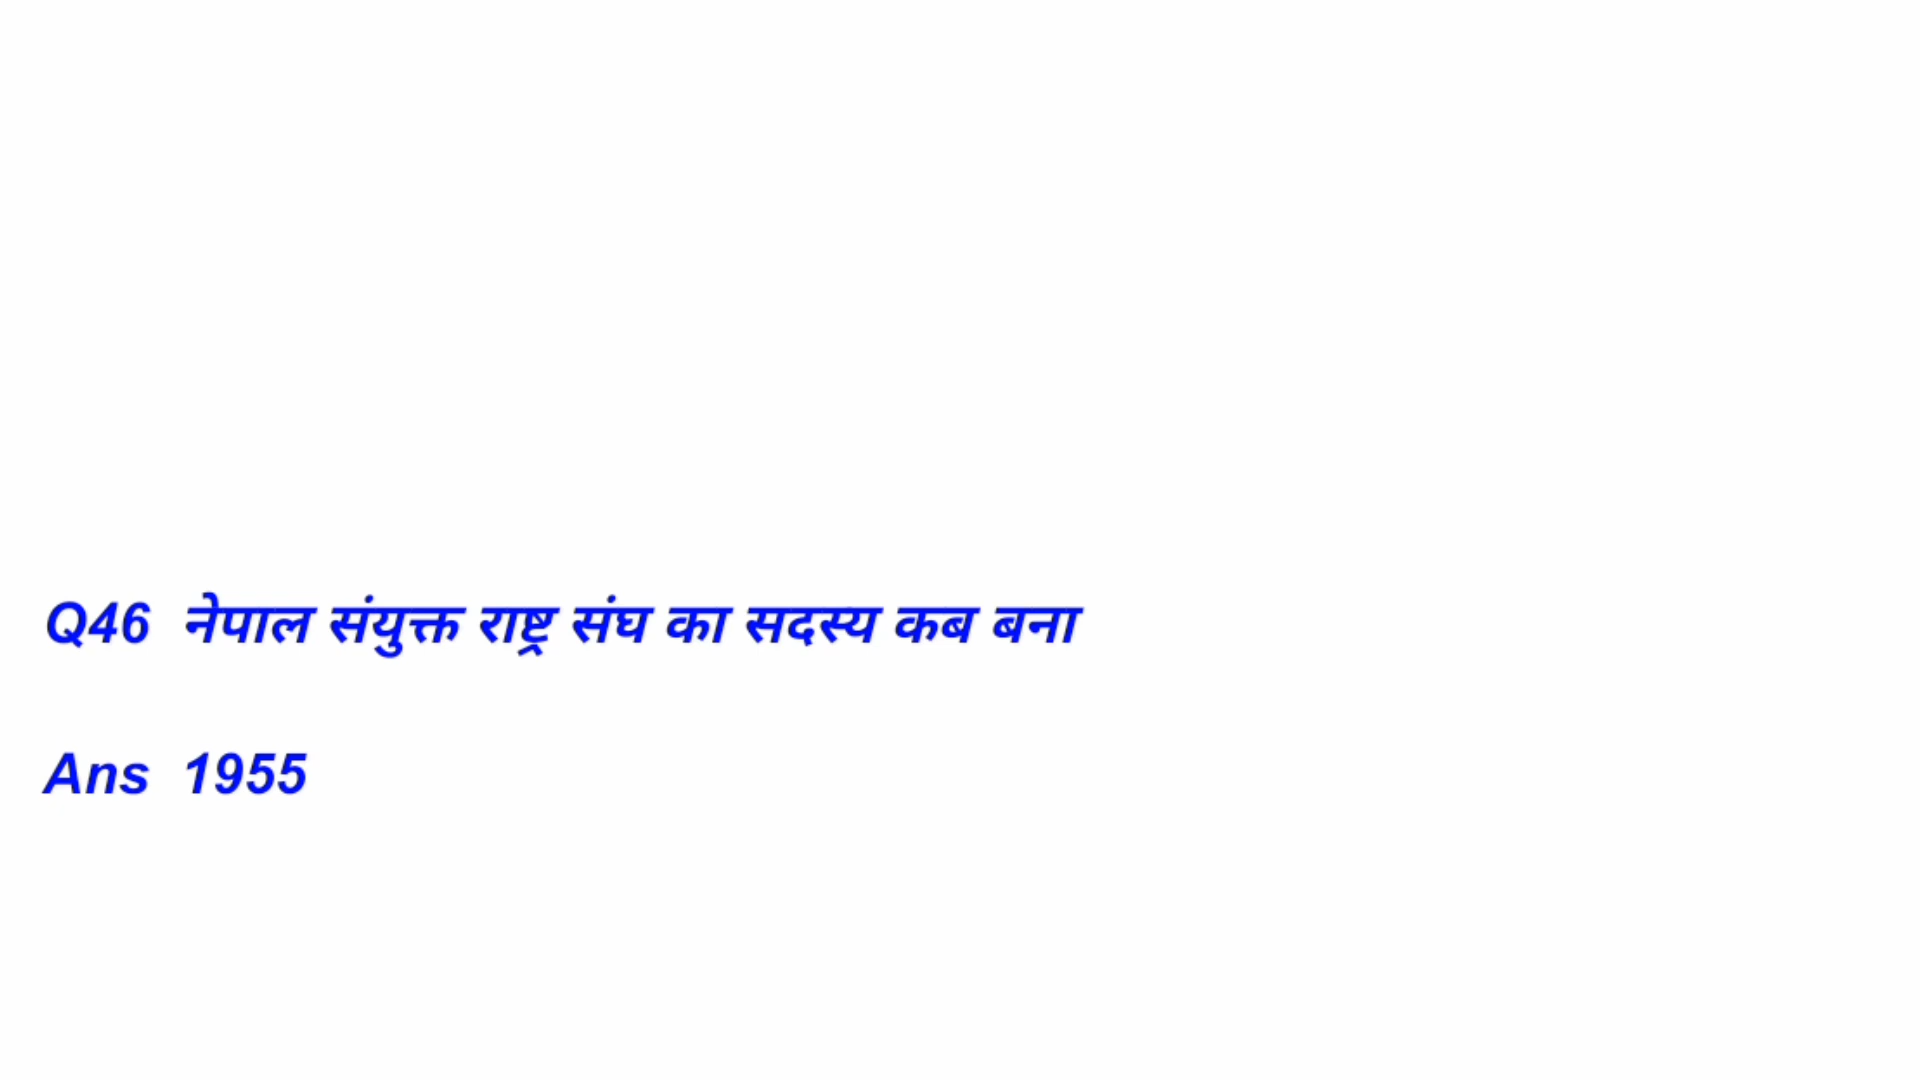 Q46 नेपाल संयुक्त राष्ट्र संघ का सदस्य कब बना
Ans 1955